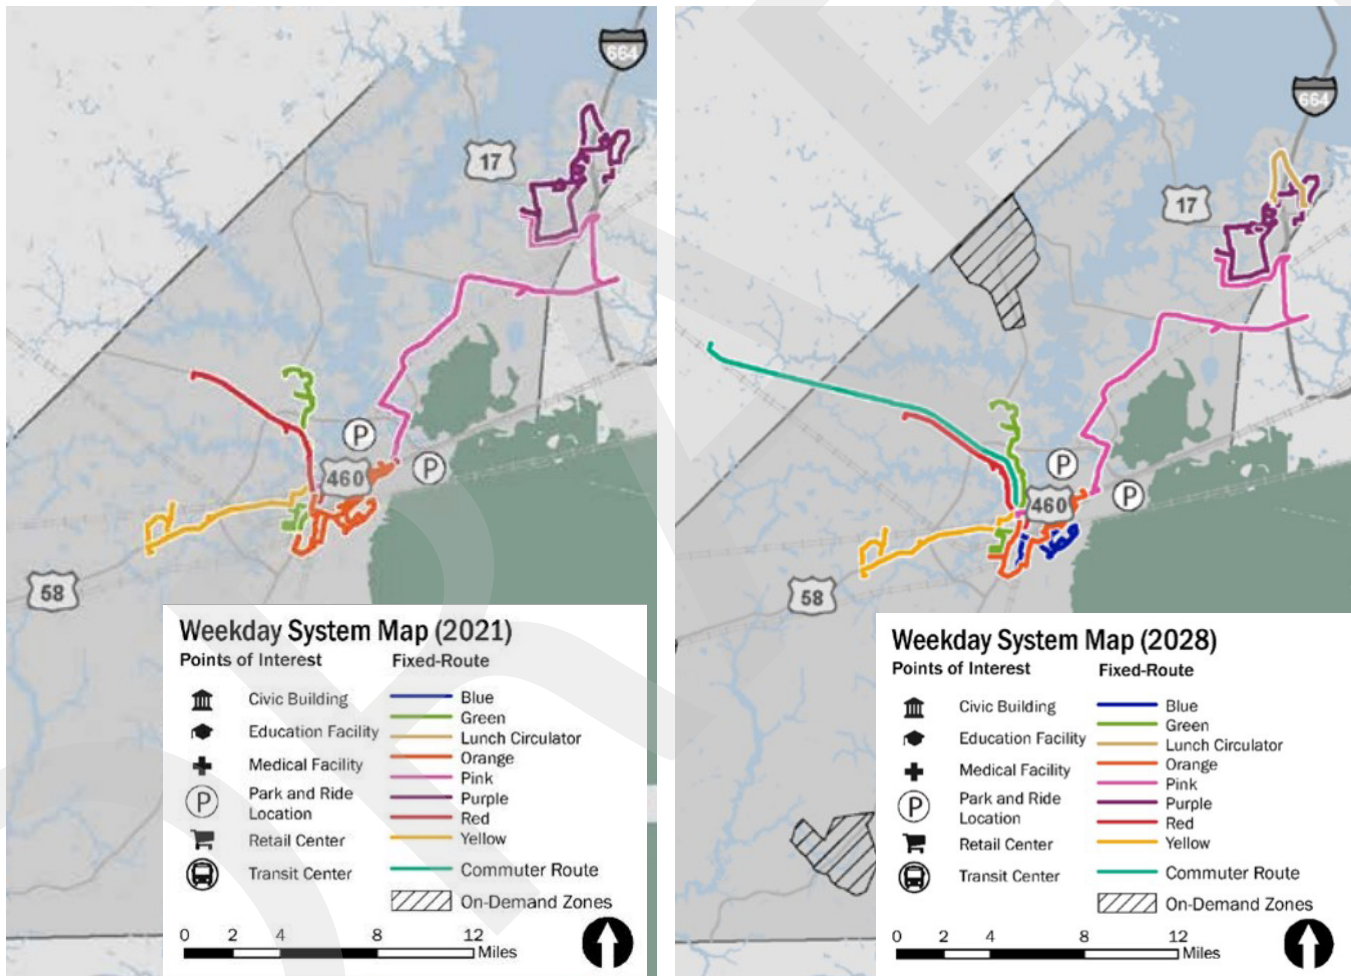 664
17
P
P
460
58
Weekday System Map (2021)
Points of Interest
Fixed-Route
Civic Building
Education Facility
Medical Facility
Park and Ride
Location
Retail Center
Transit Center
Blue
Green
Lunch Circulator
Orange
Pink
Purple
Red
Yellow
Commuter Route
On-Demand Zones
P
0 2 4 8 12
Miles
664
17
P
P
460
58
Weekday System Map (2028)
Points of Interest
Fixed-Route
Civic Building
Education Facility
Medical Facility
Park and Ride
Location
Retail Center
Transit Center
Blue
Green
Lunch Circulator
Orange
Pink
Purple
Red
Yellow
Commuter Route
On-Demand Zones
P
0 2 4 8 12
Miles